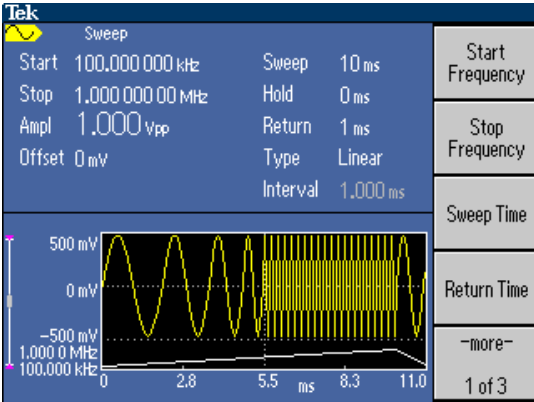 Tek
Sweep
Start 100.000 000 kHz Sweep 10 ms
Stop 1.000 000 00 MHz Hold 0 ms
Ampl 1.000 Vpp Return 1 ms
Offset 0 mV Type Linear
Interval 1.000 ms
Start Frequency
Stop Frequency
Sweep Time
Return Time
-more-
1 of 3
500 mV
0 mV
-500 mV
1.000 0 MHz
100.000 kHz
0 2.8 5.5 ms 8.3 11.0